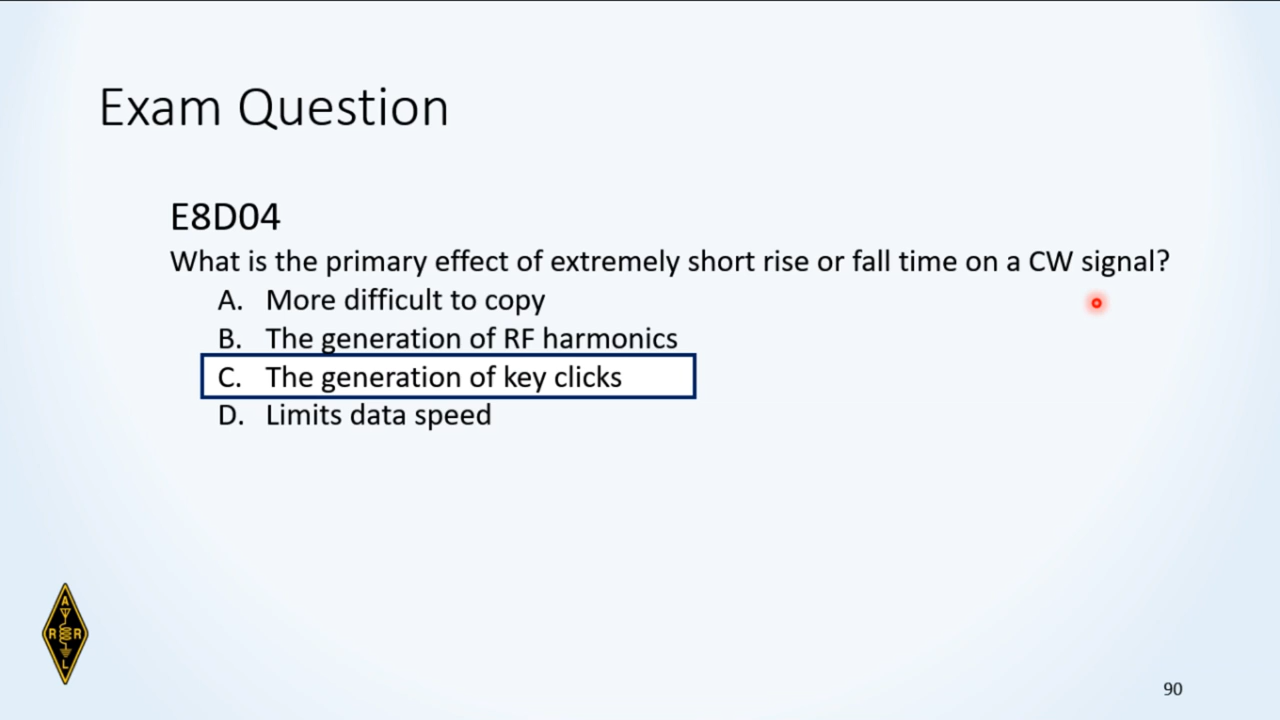 Exam Question
E8D04
What is the primary effect of extremely short rise or fall time on a CW signal?
A. More difficult to copy
B. The generation of RF harmonics
C. The generation of key clicks
D. Limits data speed
A
R R
L
90